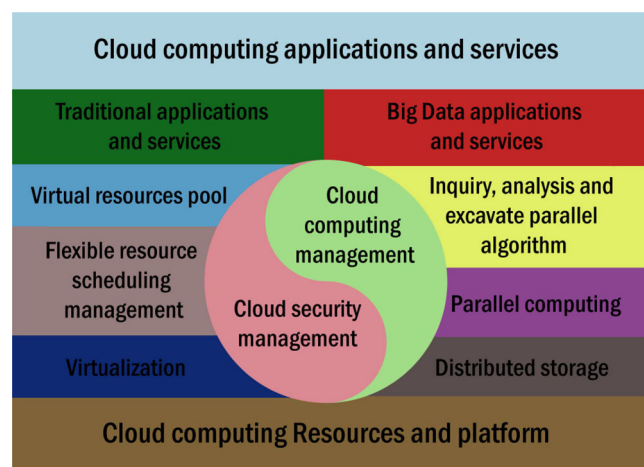 Cloud computing applications and services
Traditional applications
and services
Big Data applications
and services
Virtual resources pool
Cloud
computing
management
Inquiry, analysis and
excavate parallel
algorithm
Flexible resource
scheduling
management
Cloud security
management
Parallel computing
Virtualization
Distributed storage
Cloud computing Resources and platform